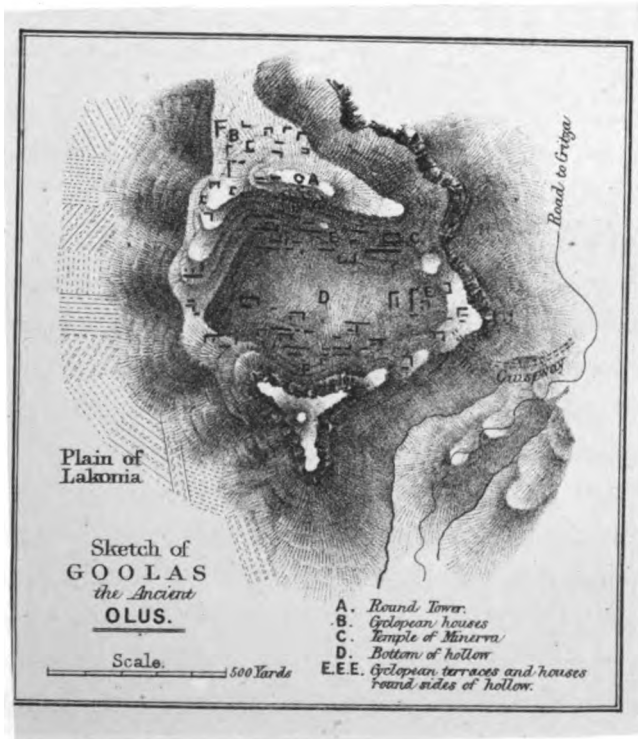 F
B
A
E
C
D
E
Road to Critza
Causeway
Plain of
Lakonia
Sketch of
GOOLAS
the Ancient
OLUS.
Scale.
500 Yards
A. Round Tower.
B. Cyclopean houses
C. Temple of Minerva
D. Bottom of hollow
E.E.E. Cyclopean terraces and houses
round sides of hollow.